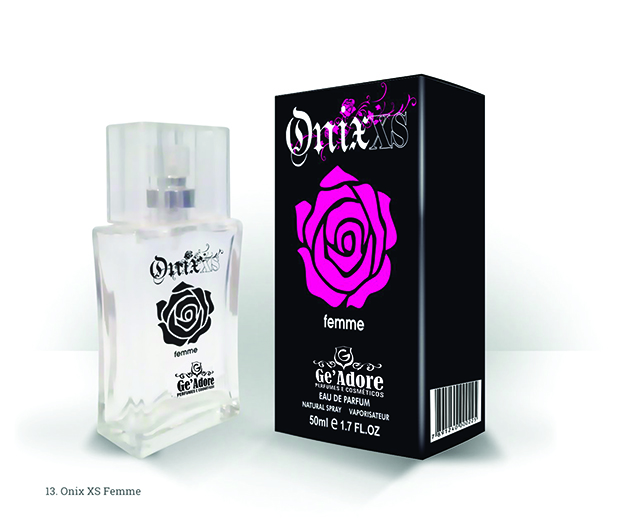 Onix XS
femme
G
Ge'Adore
PERFUMES E COSMÉTICOS
EAU DE PARFUM
NATURAL SPRAY VAPORISATEUR
50ml e 1.7 FL.OZ
Onix XS
femme
G
Ge'Adore
PERFUMES E COSMÉTICOS
13. Onix XS Femme